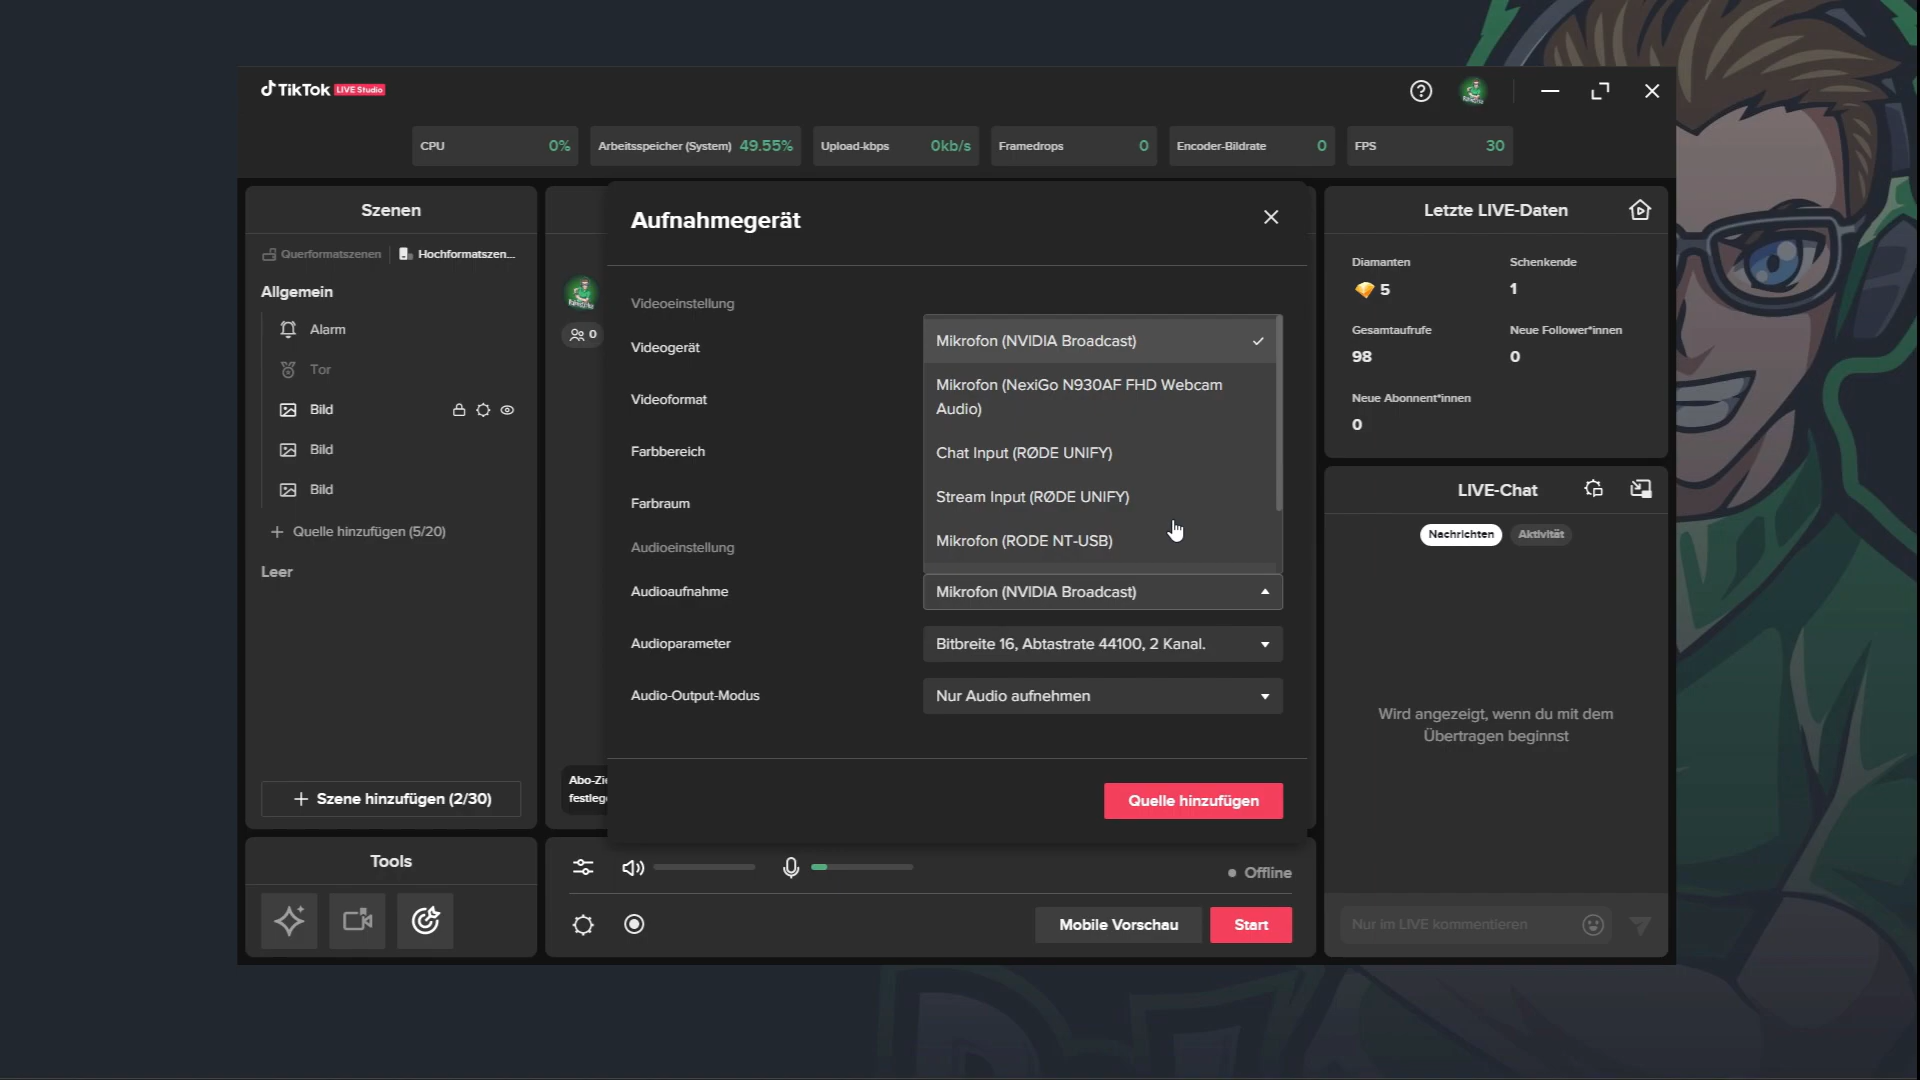 TikTok LIVE Studio
CPU 0%
Arbeitsspeicher (System) 49.55%
Upload-kbps 0kb/s
Framedrops 0
Encoder-Bildrate 0
FPS 30
Szenen
Querformatszenen
Hochformatszen...
Allgemein
Alarm
Tor
Bild
Bild
Bild
Quelle hinzufügen (5/20)
Leer
Szene hinzufügen (2/30)
Tools
0
Abo-Zie
festleg
Aufnahmegerät
Videoeinstellung
Videogerät
Videoformat
Farbbereich
Farbraum
Audioeinstellung
Mikrofon (NVIDIA Broadcast)
Mikrofon (NexiGo N930AF FHD Webcam
Audio)
Chat Input (RØDE UNIFY)
Stream Input (RØDE UNIFY)
Mikrofon (RODE NT-USB)
Audioaufnahme
Mikrofon (NVIDIA Broadcast)
Audioparameter
Bitbreite 16, Abtastrate 44100, 2 Kanal.
Audio-Output-Modus
Nur Audio aufnehmen
Quelle hinzufügen
Offline
Mobile Vorschau
Start
Letzte LIVE-Daten
Diamanten
Schenkende
5
1
Gesamtaufrufe
Neue Follower*innen
98
0
Neue Abonnent*innen
0
LIVE-Chat
Nachrichten
Aktivität
Wird angezeigt, wenn du mit dem
Übertragen beginnst
Nur im LIVE kommentieren